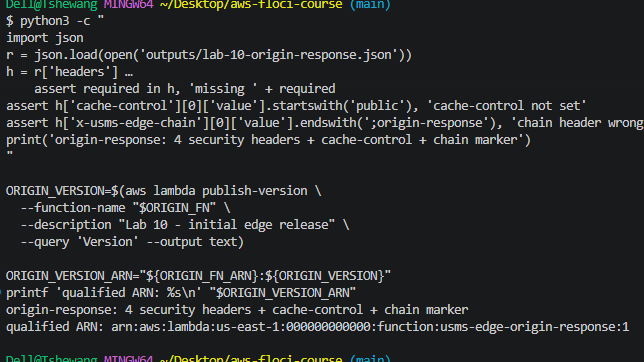 Dell@Tshewang MINGW64 ~/Desktop/aws-floci-course (main)
$ python3 -c "
import json
r = json.load(open('outputs/lab-10-origin-response.json'))
h = r['headers'] …
    assert required in h, 'missing ' + required
assert h['cache-control'][0]['value'].startswith('public'), 'cache-control not set'
assert h['x-usms-edge-chain'][0]['value'].endswith(';origin-response'), 'chain header wrong
print('origin-response: 4 security headers + cache-control + chain marker')
"
ORIGIN_VERSION=$(aws lambda publish-version \
  --function-name "$ORIGIN_FN" \
  --description "Lab 10 - initial edge release" \
  --query 'Version' --output text)
ORIGIN_VERSION_ARN="${ORIGIN_FN_ARN}:${ORIGIN_VERSION}"
printf 'qualified ARN: %s\n' "$ORIGIN_VERSION_ARN"
origin-response: 4 security headers + cache-control + chain marker
qualified ARN: arn:aws:lambda:us-east-1:000000000000:function:usms-edge-origin-response:1
Dell@Tshewang MINGW64 ~/Desktop/aws-floci-course (main)